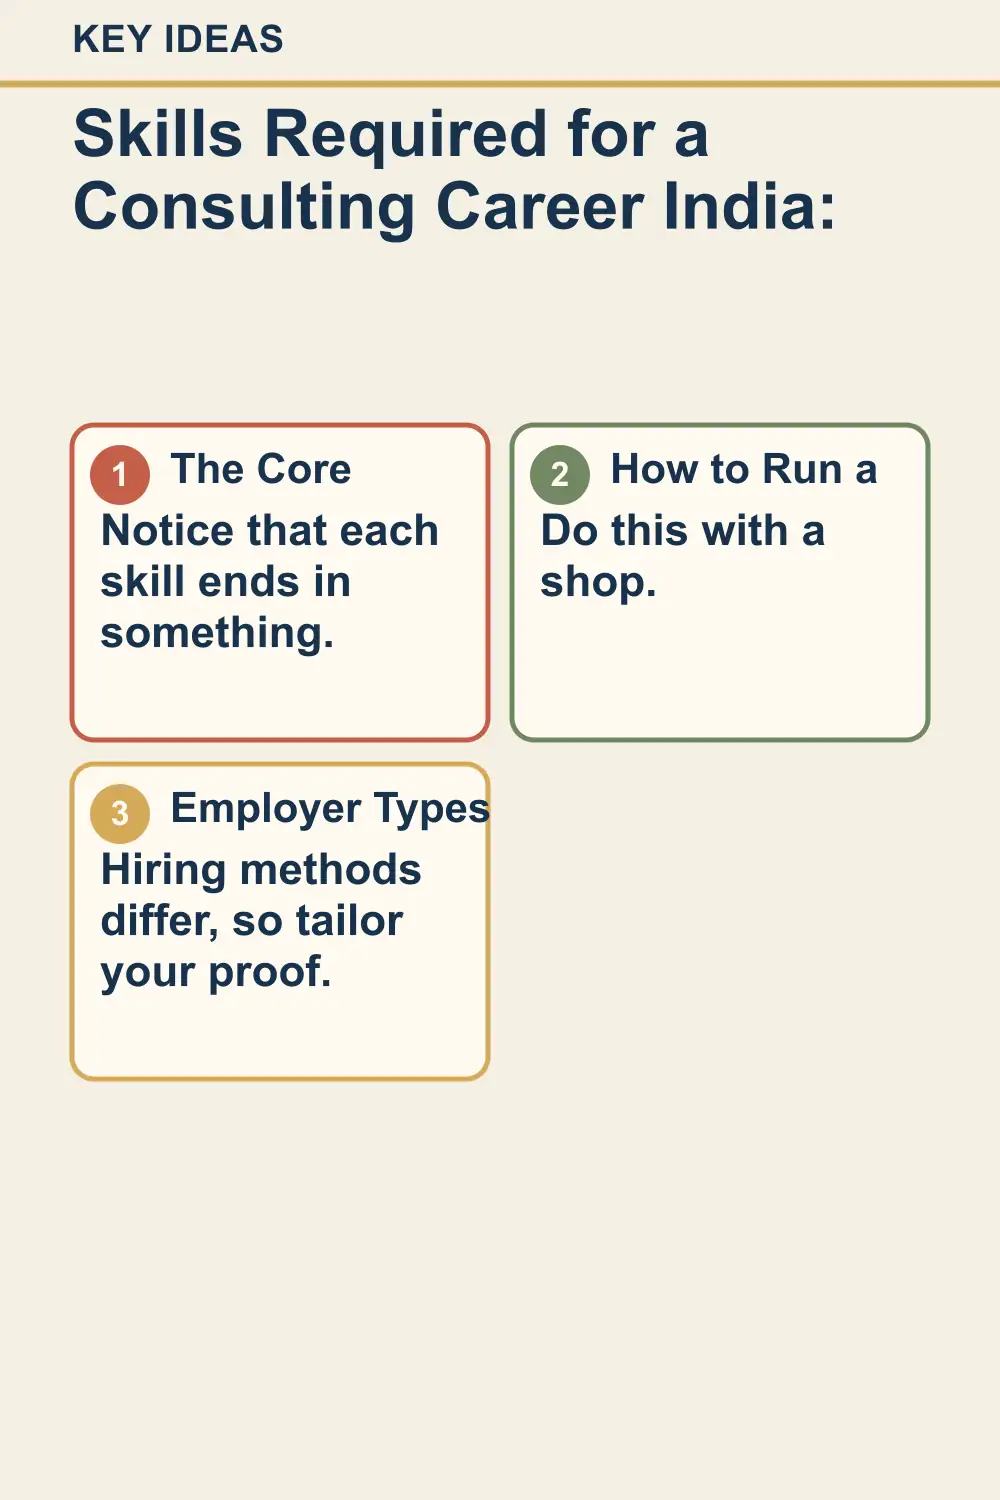 KEY IDEAS
Skills Required for a
Consulting Career India:
1 The Core
Notice that each
skill ends in
something.
2 How to Run a
Do this with a
shop.
3 Employer Types
Hiring methods
differ, so tailor
your proof.